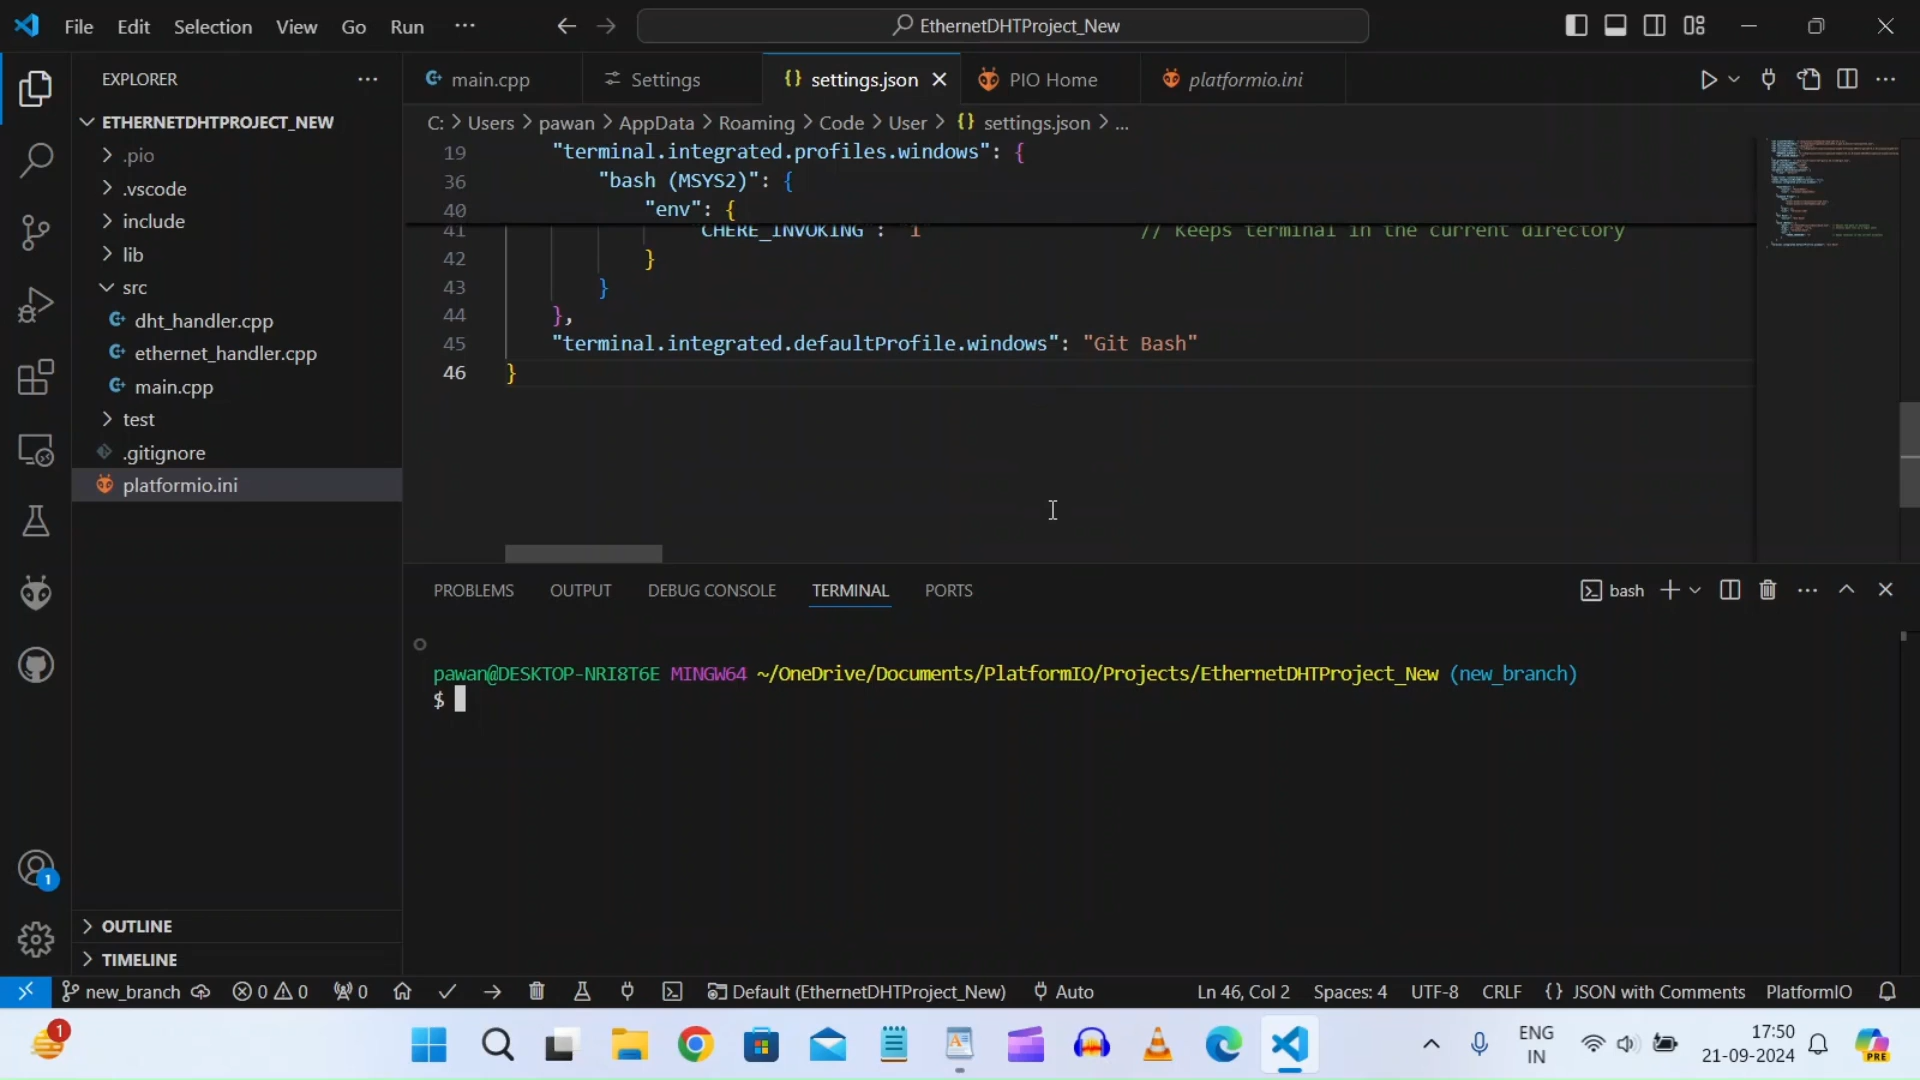 File Edit Selection View Go Run ···
EthernetDHTProject_New
EXPLORER
ETHERNETDHTPROJECT_NEW
.pio
.vscode
include
lib
src
dht_handler.cpp
ethernet_handler.cpp
main.cpp
test
.gitignore
platformio.ini
OUTLINE
TIMELINE
1
main.cpp
Settings
{} settings.json
PIO Home
platformio.ini
C: > Users > pawan > AppData > Roaming > Code > User > {} settings.json > ...
19 "terminal.integrated.profiles.windows": {
36 "bash (MSYS2)": {
40 "env": {
41 CHERE_INVOKING : 1 // keeps terminal in the current directory
42 }
43 }
44 },
45 "terminal.integrated.defaultProfile.windows": "Git Bash"
46 }
PROBLEMS OUTPUT DEBUG CONSOLE TERMINAL PORTS
bash
pawan@DESKTOP-NRI8T6E MINGW64 ~/OneDrive/Documents/PlatformIO/Projects/EthernetDHTProject_New (new_branch)
$
new_branch 0 0 0 Default (EthernetDHTProject_New) Auto
Ln 46, Col 2 Spaces: 4 UTF-8 CRLF {} JSON with Comments PlatformIO
1
ENG
IN
17:50
21-09-2024
PRE